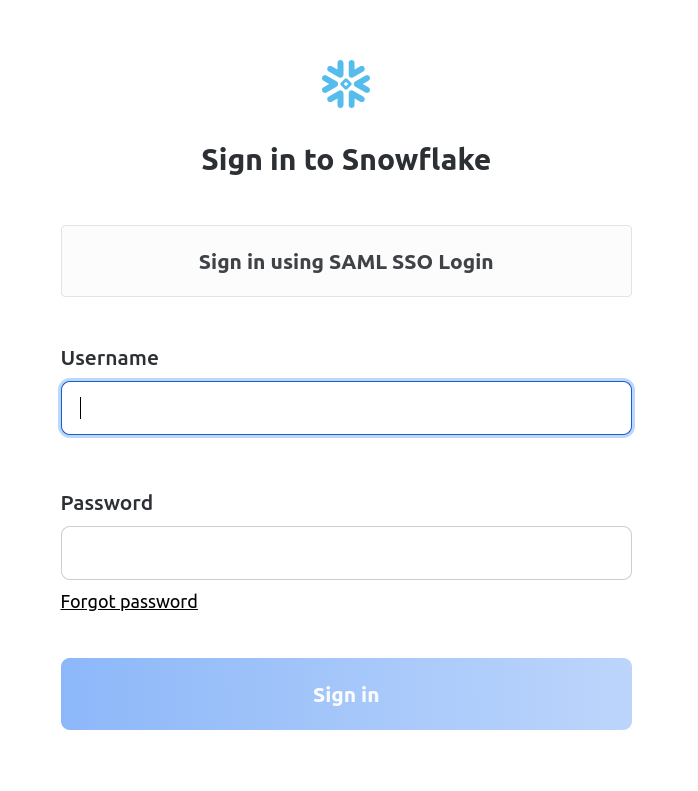 Sign in to Snowflake
Sign in using SAML SSO Login
Username
Password
Forgot password
Sign in